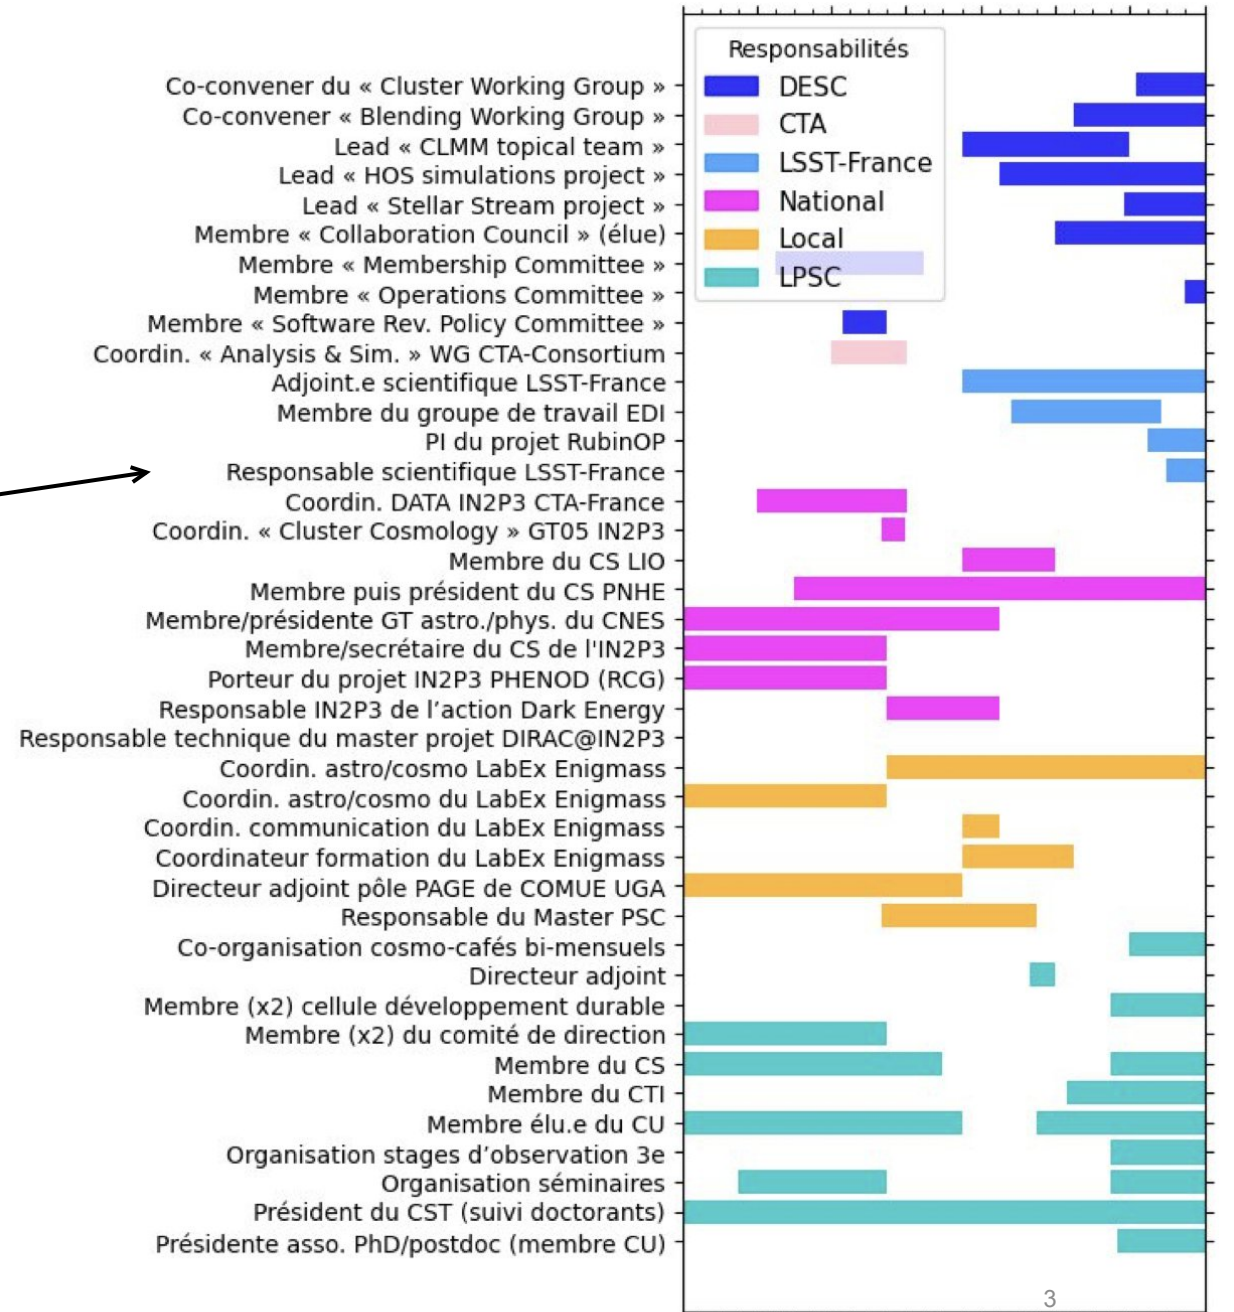 Responsabilités
DESC
CTA
LSST-France
National
Local
LPSC
Co-convener du « Cluster Working Group »
Co-convener « Blending Working Group »
Lead « CLMM topical team »
Lead « HOS simulations project »
Lead « Stellar Stream project »
Membre « Collaboration Council » (élue)
Membre « Membership Committee »
Membre « Operations Committee »
Membre « Software Rev. Policy Committee »
Coordin. « Analysis & Sim. » WG CTA-Consortium
Adjoint.e scientifique LSST-France
Membre du groupe de travail EDI
PI du projet RubinOP
Responsable scientifique LSST-France
Coordin. DATA IN2P3 CTA-France
Coordin. « Cluster Cosmology » GT05 IN2P3
Membre du CS LIO
Membre puis président du CS PNHE
Membre/présidente GT astro./phys. du CNES
Membre/secrétaire du CS de l'IN2P3
Porteur du projet IN2P3 PHENOD (RCG)
Responsable IN2P3 de l’action Dark Energy
Responsable technique du master projet DIRAC@IN2P3
Coordin. astro/cosmo LabEx Enigmass
Coordin. astro/cosmo du LabEx Enigmass
Coordin. communication du LabEx Enigmass
Coordinateur formation du LabEx Enigmass
Directeur adjoint pôle PAGE de COMUE UGA
Responsable du Master PSC
Co-organisation cosmo-cafés bi-mensuels
Directeur adjoint
Membre (x2) cellule développement durable
Membre (x2) du comité de direction
Membre du CS
Membre du CTI
Membre élu.e du CU
Organisation stages d’observation 3e
Organisation séminaires
Président du CST (suivi doctorants)
Présidente asso. PhD/postdoc (membre CU)
3